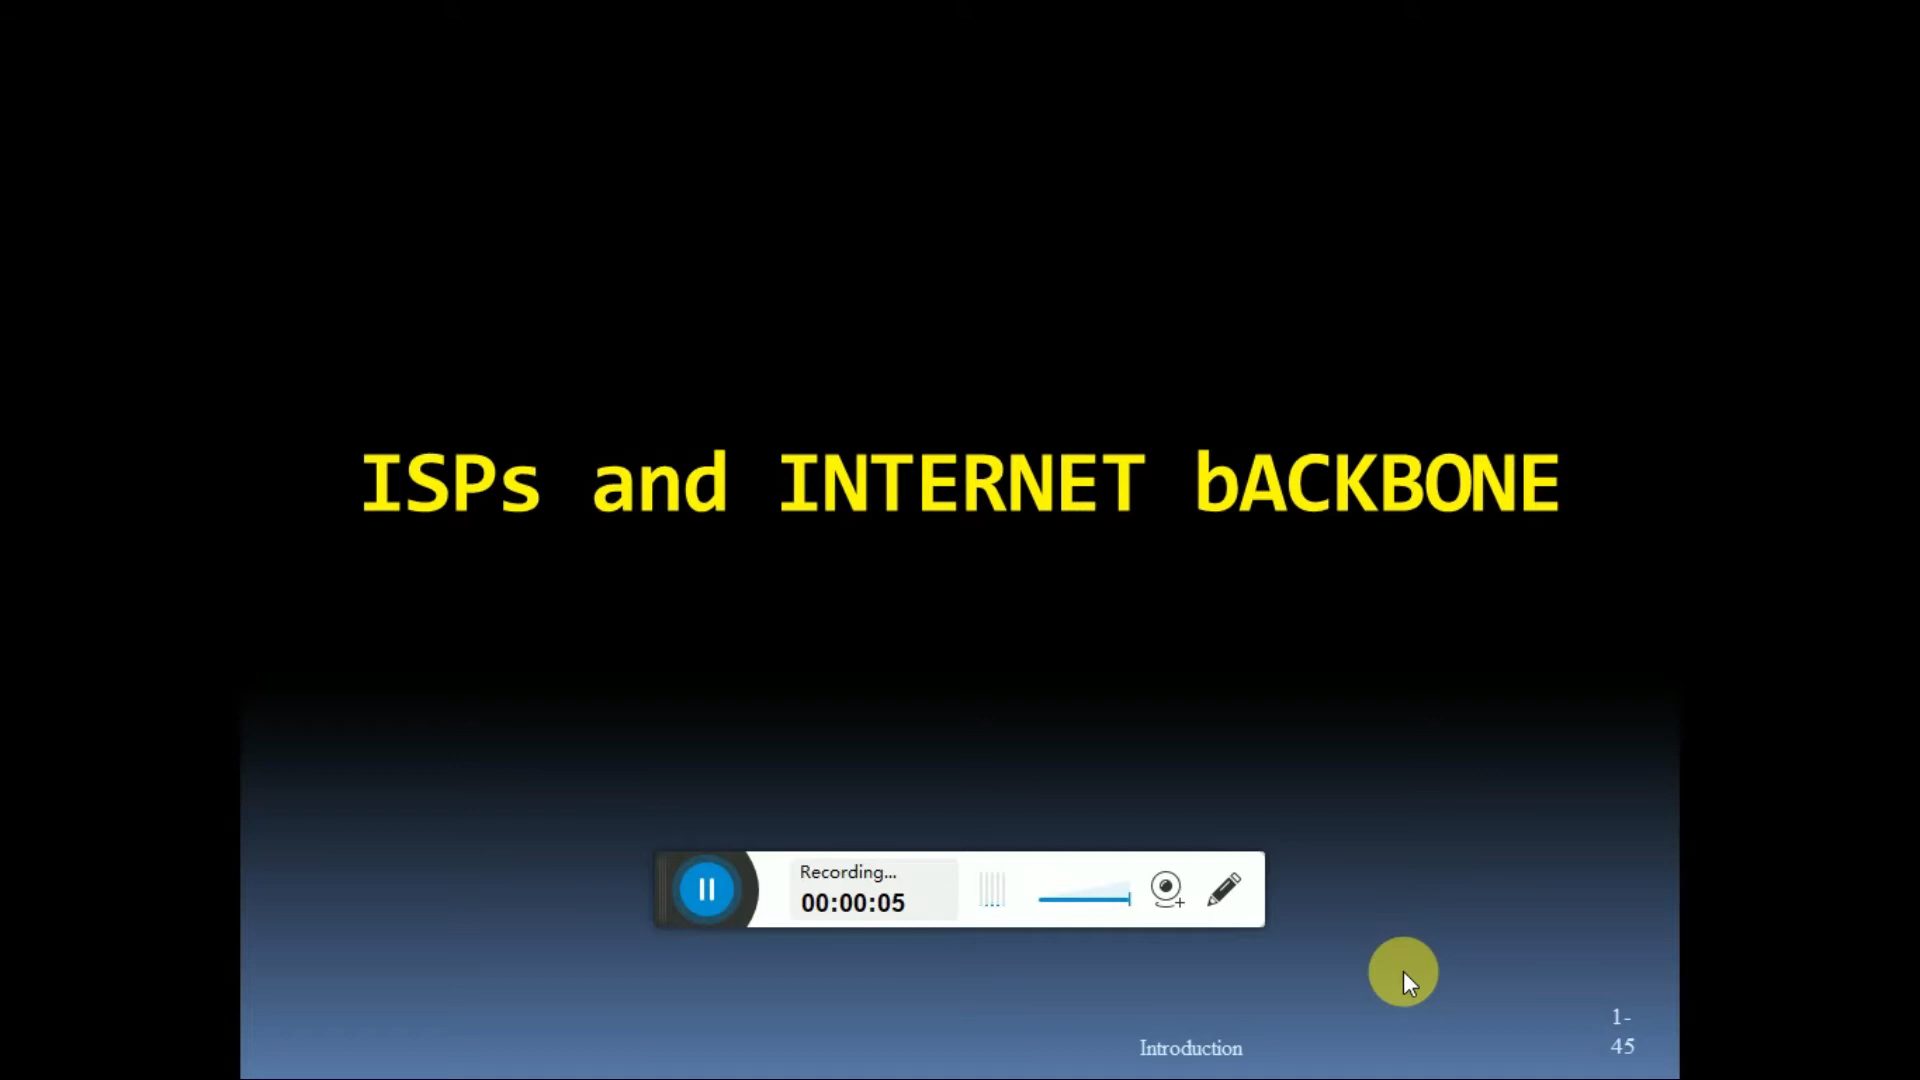 ISPs and INTERNET bACKBONE
Recording...
00:00:05
Introduction
1-
45